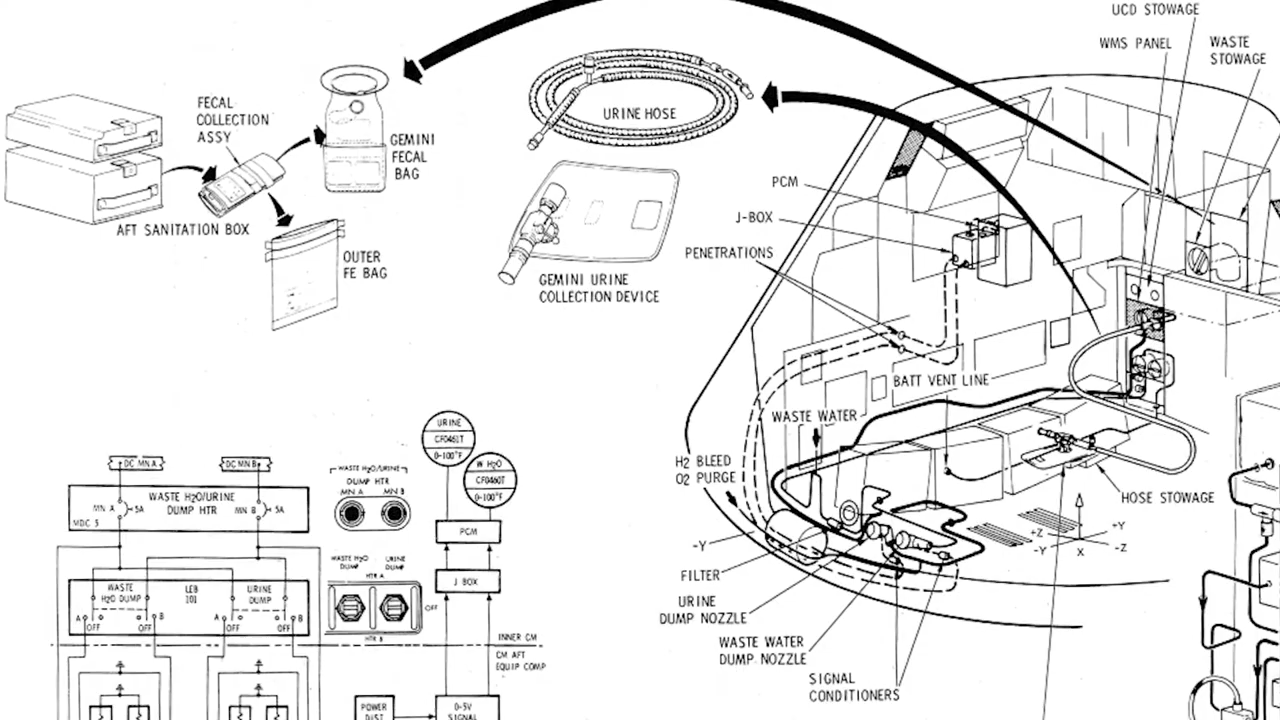 UCD STOWAGE
WMS PANEL
WASTE
STOWAGE
FECAL
COLLECTION
ASSY
GEMINI
FECAL
BAG
URINE HOSE
AFT SANITATION BOX
OUTER
FE BAG
GEMINI URINE
COLLECTION DEVICE
PCM
J-BOX
PENETRATIONS
BATT VENT LINE
WASTE WATER
H2 BLEED
O2 PURGE
HOSE STOWAGE
+Y
+Z
-Y
X
-Z
-Y
FILTER
URINE
DUMP NOZZLE
WASTE WATER
DUMP NOZZLE
SIGNAL
CONDITIONERS
URINE
CF0461T
0-100°F
W H2O
CF0460T
0-100°F
DC MN A
DC MN B
WASTE H2O/URINE
DUMP HTR
MN A
5A
MN B
5A
MDC 5
WASTE H2O/URINE
DUMP HTR
MN A
MN B
PCM
J BOX
WASTE H2O
DUMP
URINE
DUMP
HTR A
OFF
HTR B
WASTE
H2O DUMP
LEB
101
URINE
DUMP
A
OFF
OFF
B
A
OFF
OFF
B
INNER CM
CM AFT
EQUIP COMP
POWER
DIST
0-5V
SIGNAL